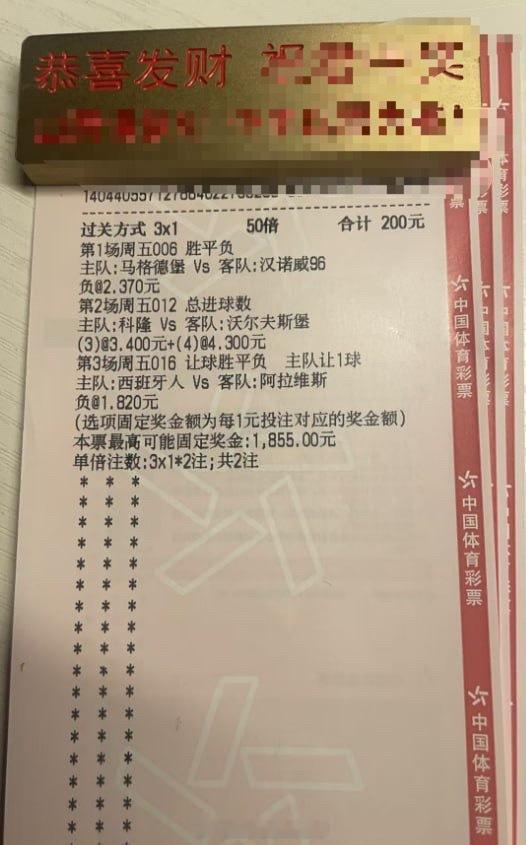 恭喜发财
过关方式 3x1 50倍 合计 200元
第1场周五006 胜平负
主队:马格德堡 Vs 客队:汉诺威96
负@2.370元
第2场周五012 总进球数
主队:科隆 Vs 客队:沃尔夫斯堡
(3)@3.400元+(4)@4.300元
第3场周五016 让球胜平负 主队让1球
主队:西班牙人 Vs 客队:阿拉维斯
负@1.820元
(选项固定奖金额为每1元投注对应的奖金额)
本票最高可能固定奖金:1,855.00元
单倍注数:3x1*2注;共2注
中国体育彩票
中国体育彩票
中国体育彩票